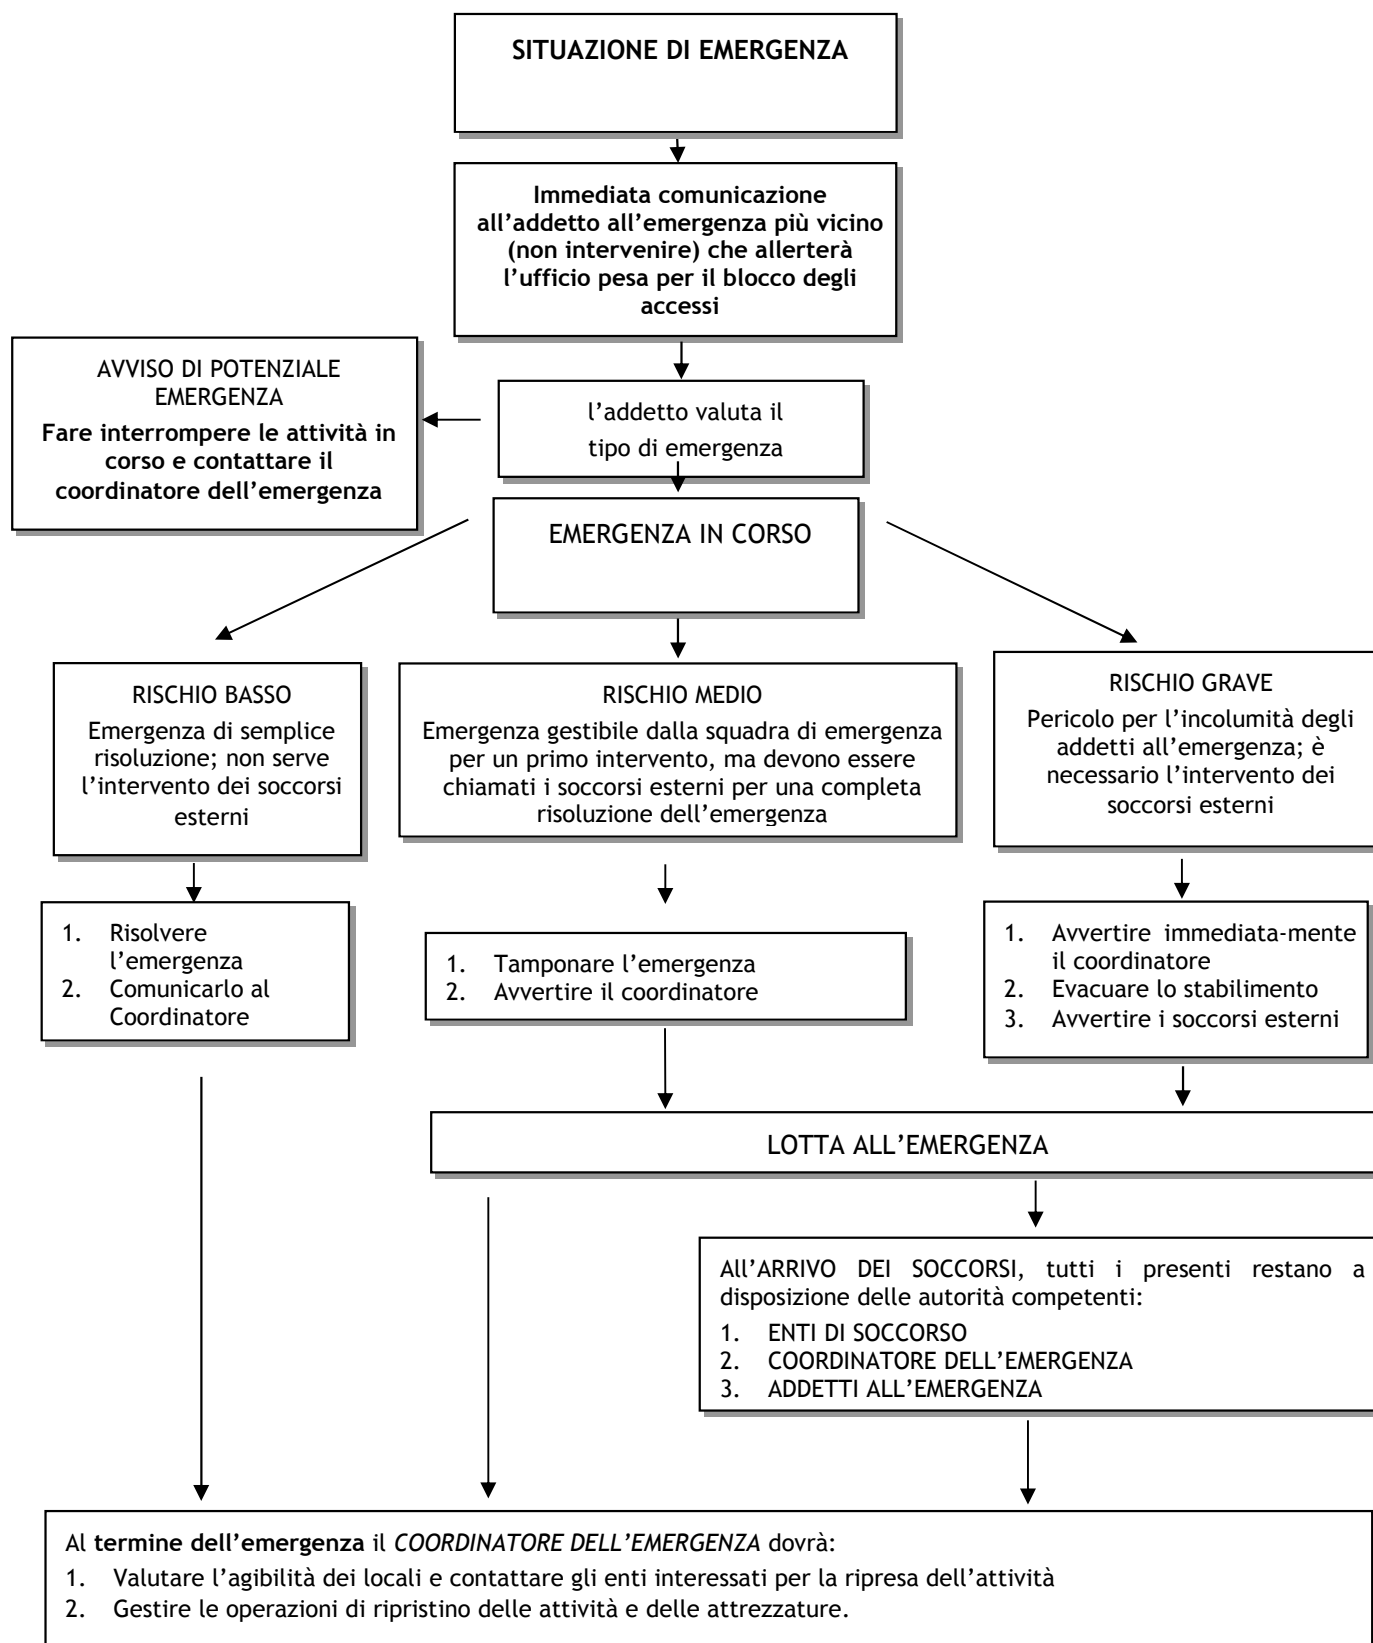 SITUAZIONE DI EMERGENZA
Immediata comunicazione
all’addetto all’emergenza più vicino
(non intervenire) che allerterà
l’ufficio pesa per il blocco degli
accessi
AVVISO DI POTENZIALE
EMERGENZA
Fare interrompere le attività in
corso e contattare il
coordinatore dell’emergenza
l’addetto valuta il
tipo di emergenza
EMERGENZA IN CORSO
RISCHIO BASSO
Emergenza di semplice
risoluzione; non serve
l’intervento dei soccorsi
esterni
RISCHIO MEDIO
Emergenza gestibile dalla squadra di emergenza
per un primo intervento, ma devono essere
chiamati i soccorsi esterni per una completa
risoluzione dell’emergenza
RISCHIO GRAVE
Pericolo per l’incolumità degli
addetti all’emergenza; è
necessario l’intervento dei
soccorsi esterni
1. Risolvere
l’emergenza
2. Comunicarlo al
Coordinatore
1. Tamponare l’emergenza
2. Avvertire il coordinatore
1. Avvertire immediata-mente
il coordinatore
2. Evacuare lo stabilimento
3. Avvertire i soccorsi esterni
LOTTA ALL’EMERGENZA
All’ARRIVO DEI SOCCORSI, tutti i presenti restano a
disposizione delle autorità competenti:
1. ENTI DI SOCCORSO
2. COORDINATORE DELL’EMERGENZA
3. ADDETTI ALL’EMERGENZA
Al termine dell’emergenza il COORDINATORE DELL’EMERGENZA dovrà:
1. Valutare l’agibilità dei locali e contattare gli enti interessati per la ripresa dell’attività
2. Gestire le operazioni di ripristino delle attività e delle attrezzature.